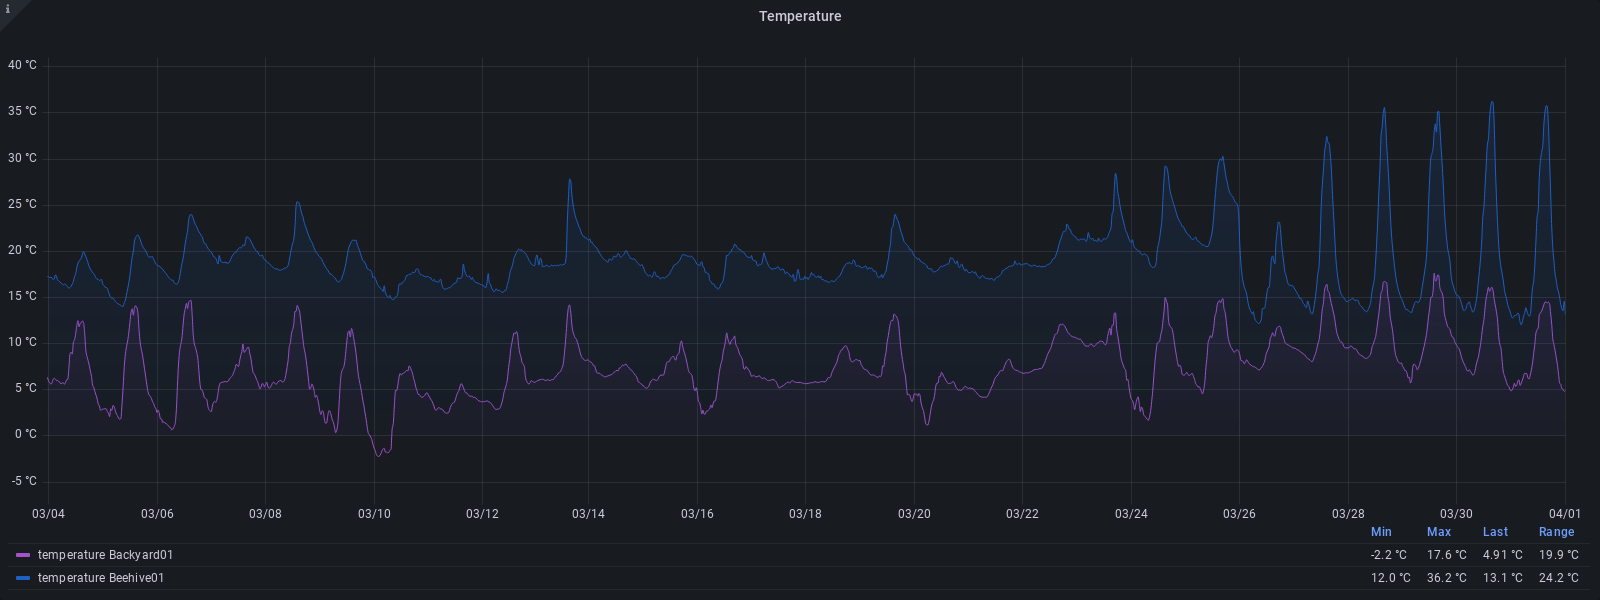 i
Temperature
40 °C
35 °C
30 °C
25 °C
20 °C
15 °C
10 °C
5 °C
0 °C
-5 °C
03/04 03/06 03/08 03/10 03/12 03/14 03/16 03/18 03/20 03/22 03/24 03/26 03/28 03/30 04/01
Min Max Last Range
temperature Backyard01 -2.2 °C 17.6 °C 4.91 °C 19.9 °C
temperature Beehive01 12.0 °C 36.2 °C 13.1 °C 24.2 °C